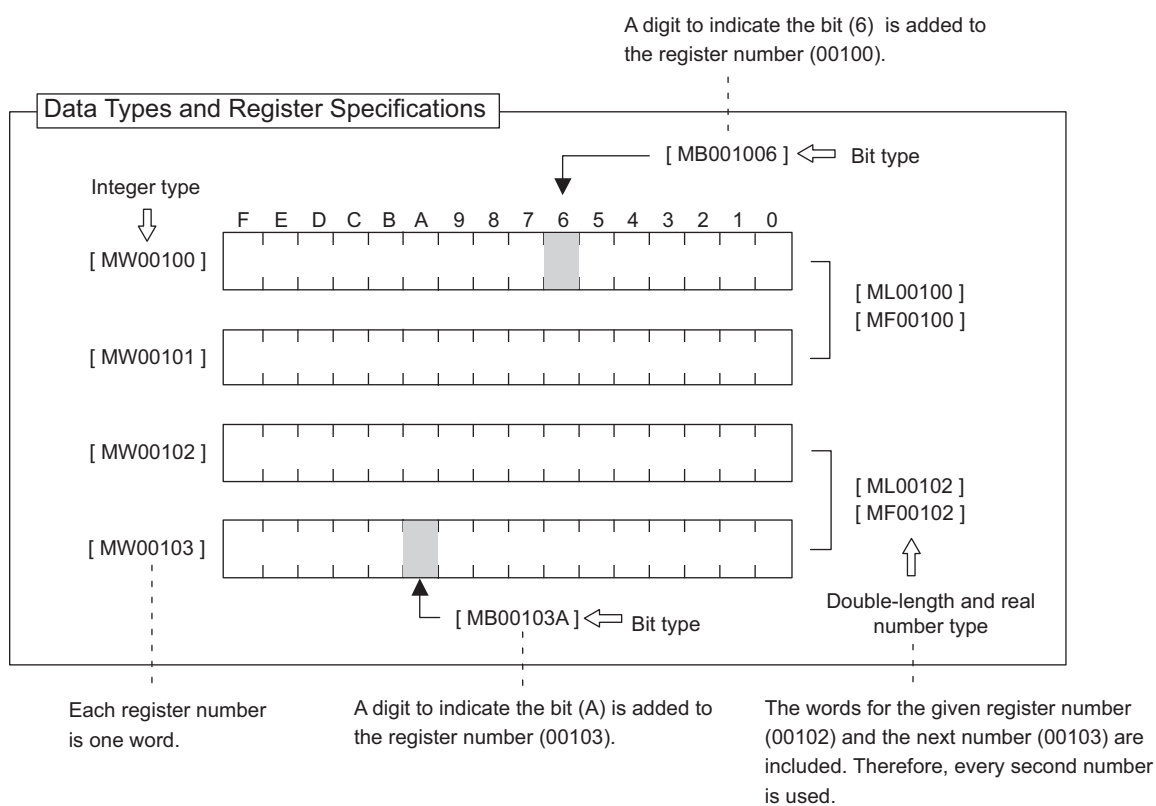 A digit to indicate the bit (6) is added to
the register number (00100).
Data Types and Register Specifications
[ MB001006 ] Bit type
Integer type
F E D C B A 9 8 7 6 5 4 3 2 1 0
[ MW00100 ]
[ ML00100 ]
[ MF00100 ]
[ MW00101 ]
[ MW00102 ]
[ ML00102 ]
[ MF00102 ]
[ MW00103 ]
[ MB00103A ] Bit type
Double-length and real
number type
Each register number
is one word.
A digit to indicate the bit (A) is added to
the register number (00103).
The words for the given register number
(00102) and the next number (00103) are
included. Therefore, every second number
is used.